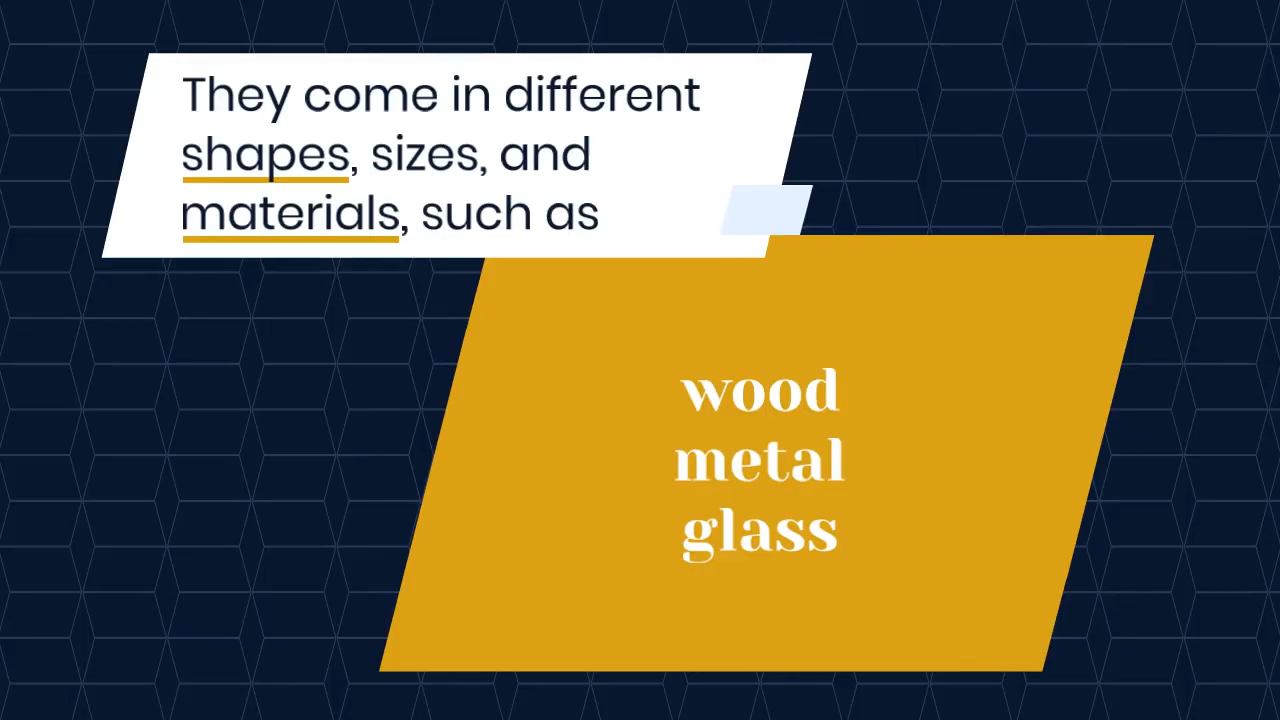 They come in different
shapes, sizes, and
materials, such as
wood
metal
glass